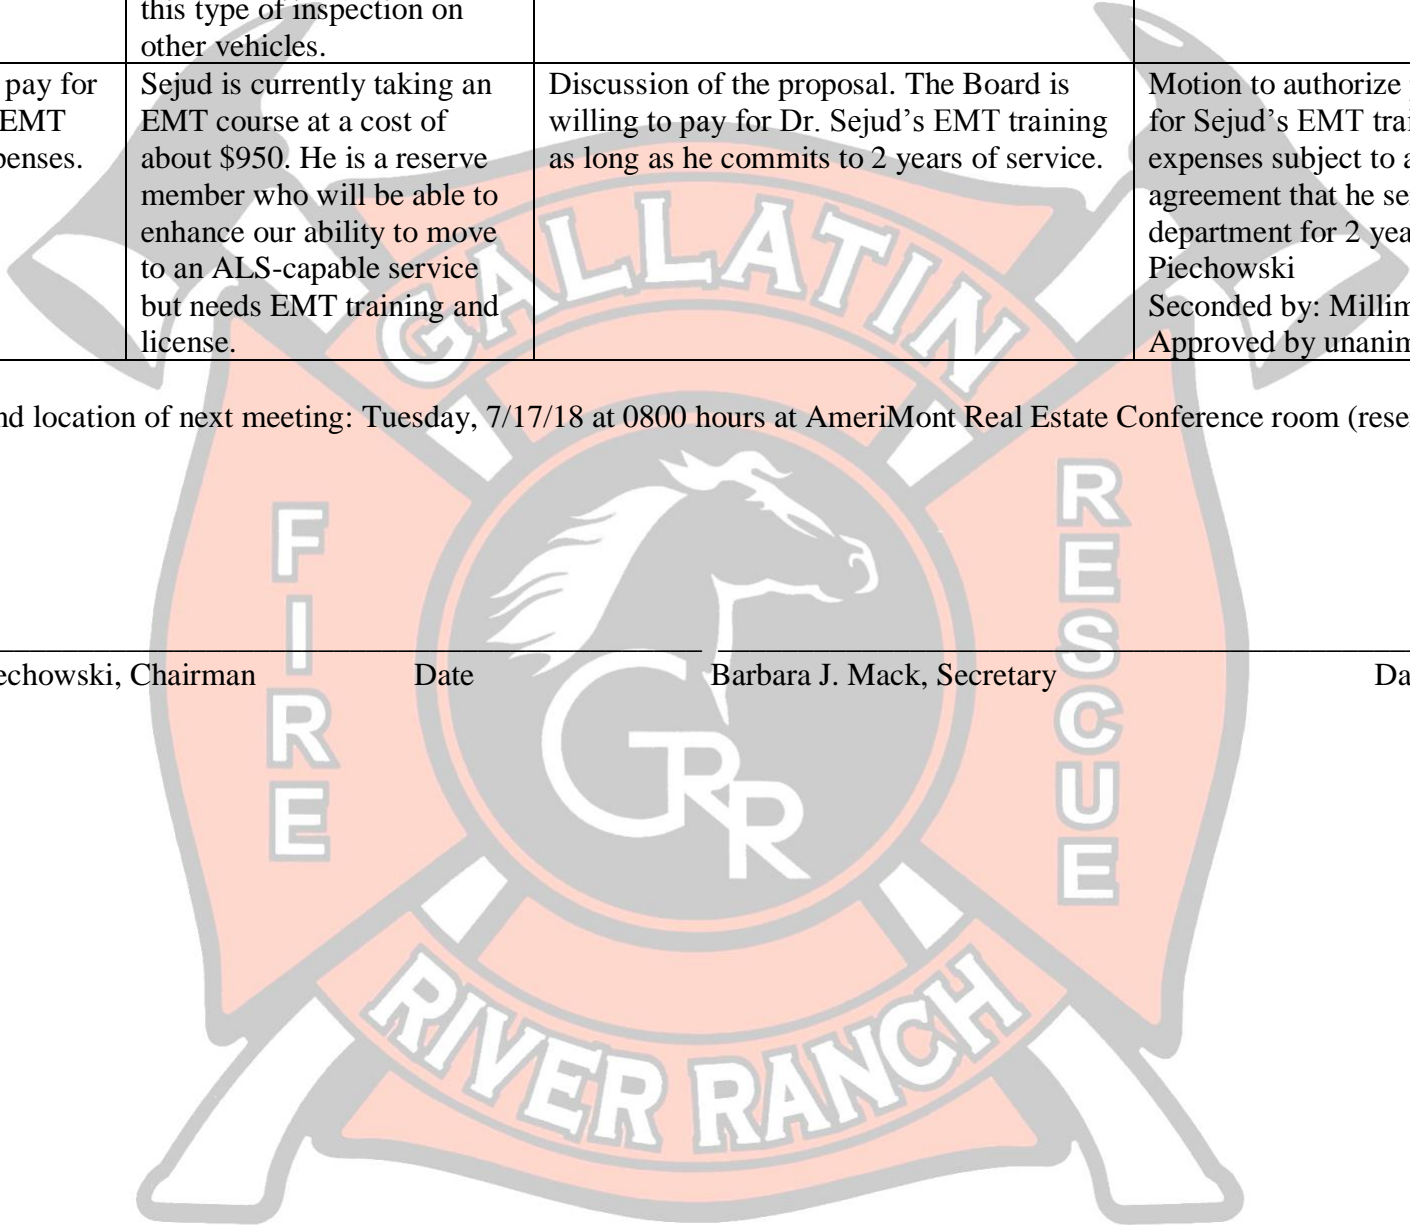 this type of inspection on
other vehicles.
pay for
EMT
penses.
Sejud is currently taking an
EMT course at a cost of
about $950. He is a reserve
member who will be able to
enhance our ability to move
to an ALS-capable service
but needs EMT training and
license.
Discussion of the proposal. The Board is
willing to pay for Dr. Sejud’s EMT training
as long as he commits to 2 years of service.
Motion to authorize
for Sejud’s EMT trai
expenses subject to a
agreement that he se
department for 2 yea
Piechowski
Seconded by: Millim
Approved by unanim
nd location of next meeting: Tuesday, 7/17/18 at 0800 hours at AmeriMont Real Estate Conference room (rese
echowski, Chairman Date Barbara J. Mack, Secretary Da
GALLATIN
FIRE
RESCUE
GRR
RIVER RANCH